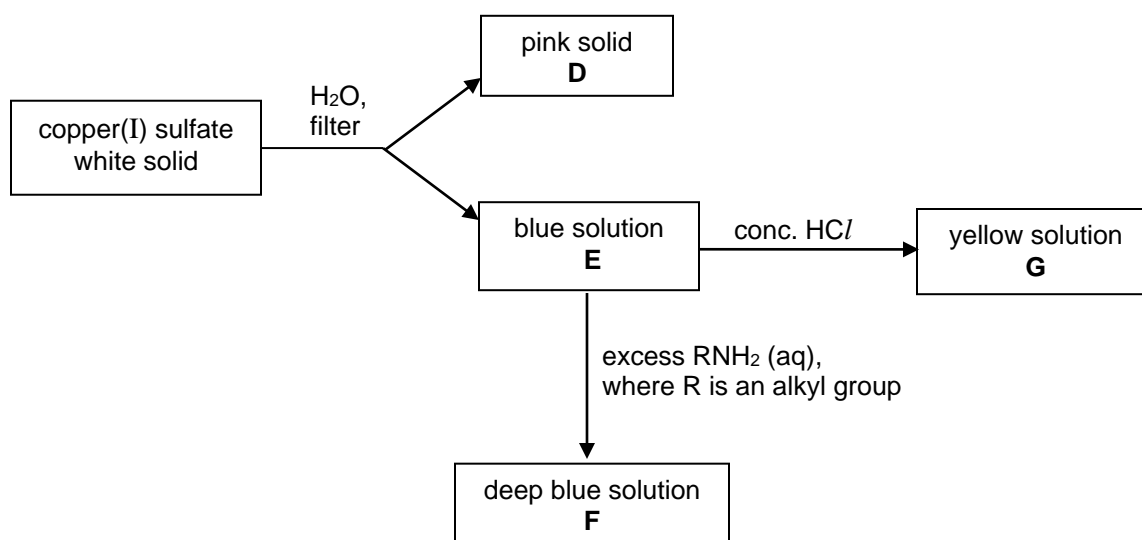 pink solid
D
H₂O,
filter
copper(I) sulfate
white solid
blue solution
E
conc. HCl
yellow solution
G
excess RNH₂ (aq),
where R is an alkyl group
deep blue solution
F